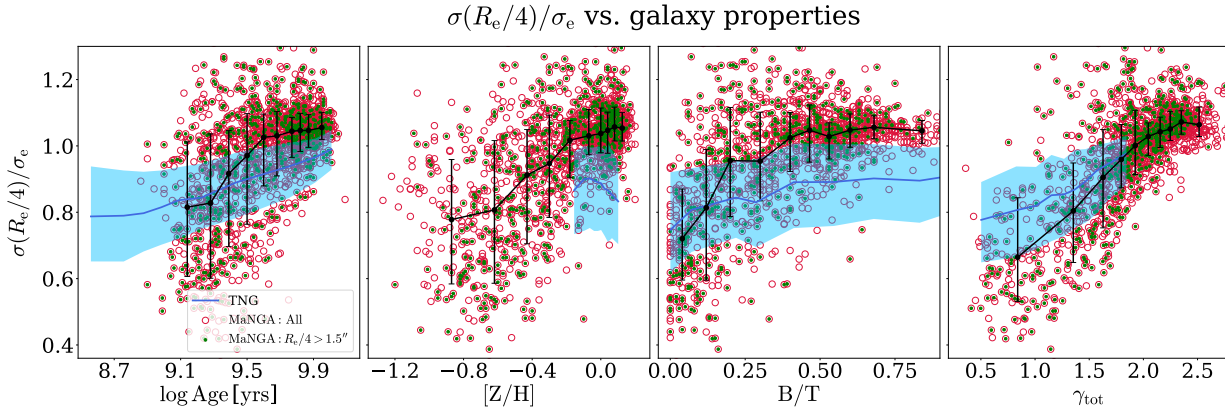 σ(Rₑ/4)/σₑ vs. galaxy properties
σ(Rₑ/4)/σₑ
1.2
1.0
0.8
0.6
0.4
TNG
MaNGA : All
MaNGA : Rₑ/4 > 1.5″
8.7 9.1 9.5 9.9
−1.2 −0.8 −0.4 0.0
0.00 0.25 0.50 0.75
0.5 1.0 1.5 2.0 2.5
log Age [yrs]
[Z/H]
B/T
γtot